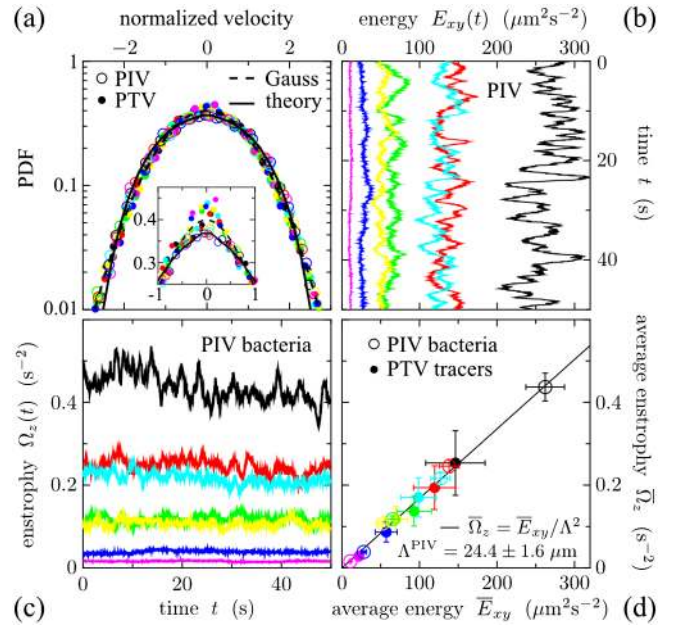 (a) normalized velocity
−2 0 2
energy E_xy(t) (μm²s⁻²) (b)
0 100 200 300
1
0.1
0.01
PDF
PIV
PTV
Gauss
theory
0.4
0.3
-1 0 1
PIV
0
20
40
time t (s)
PIV bacteria
0.4
0.2
0
enstrophy Ω_z(t) (s⁻²)
0 20 40
(c) time t (s)
PIV bacteria
PTV tracers
Ω̅_z = E̅_xy/Λ²
Λ^PIV = 24.4 ± 1.6 μm
0.4
0.2
0
average enstrophy Ω̅_z (s⁻²)
0 100 200 300
average energy E̅_xy (μm²s⁻²) (d)